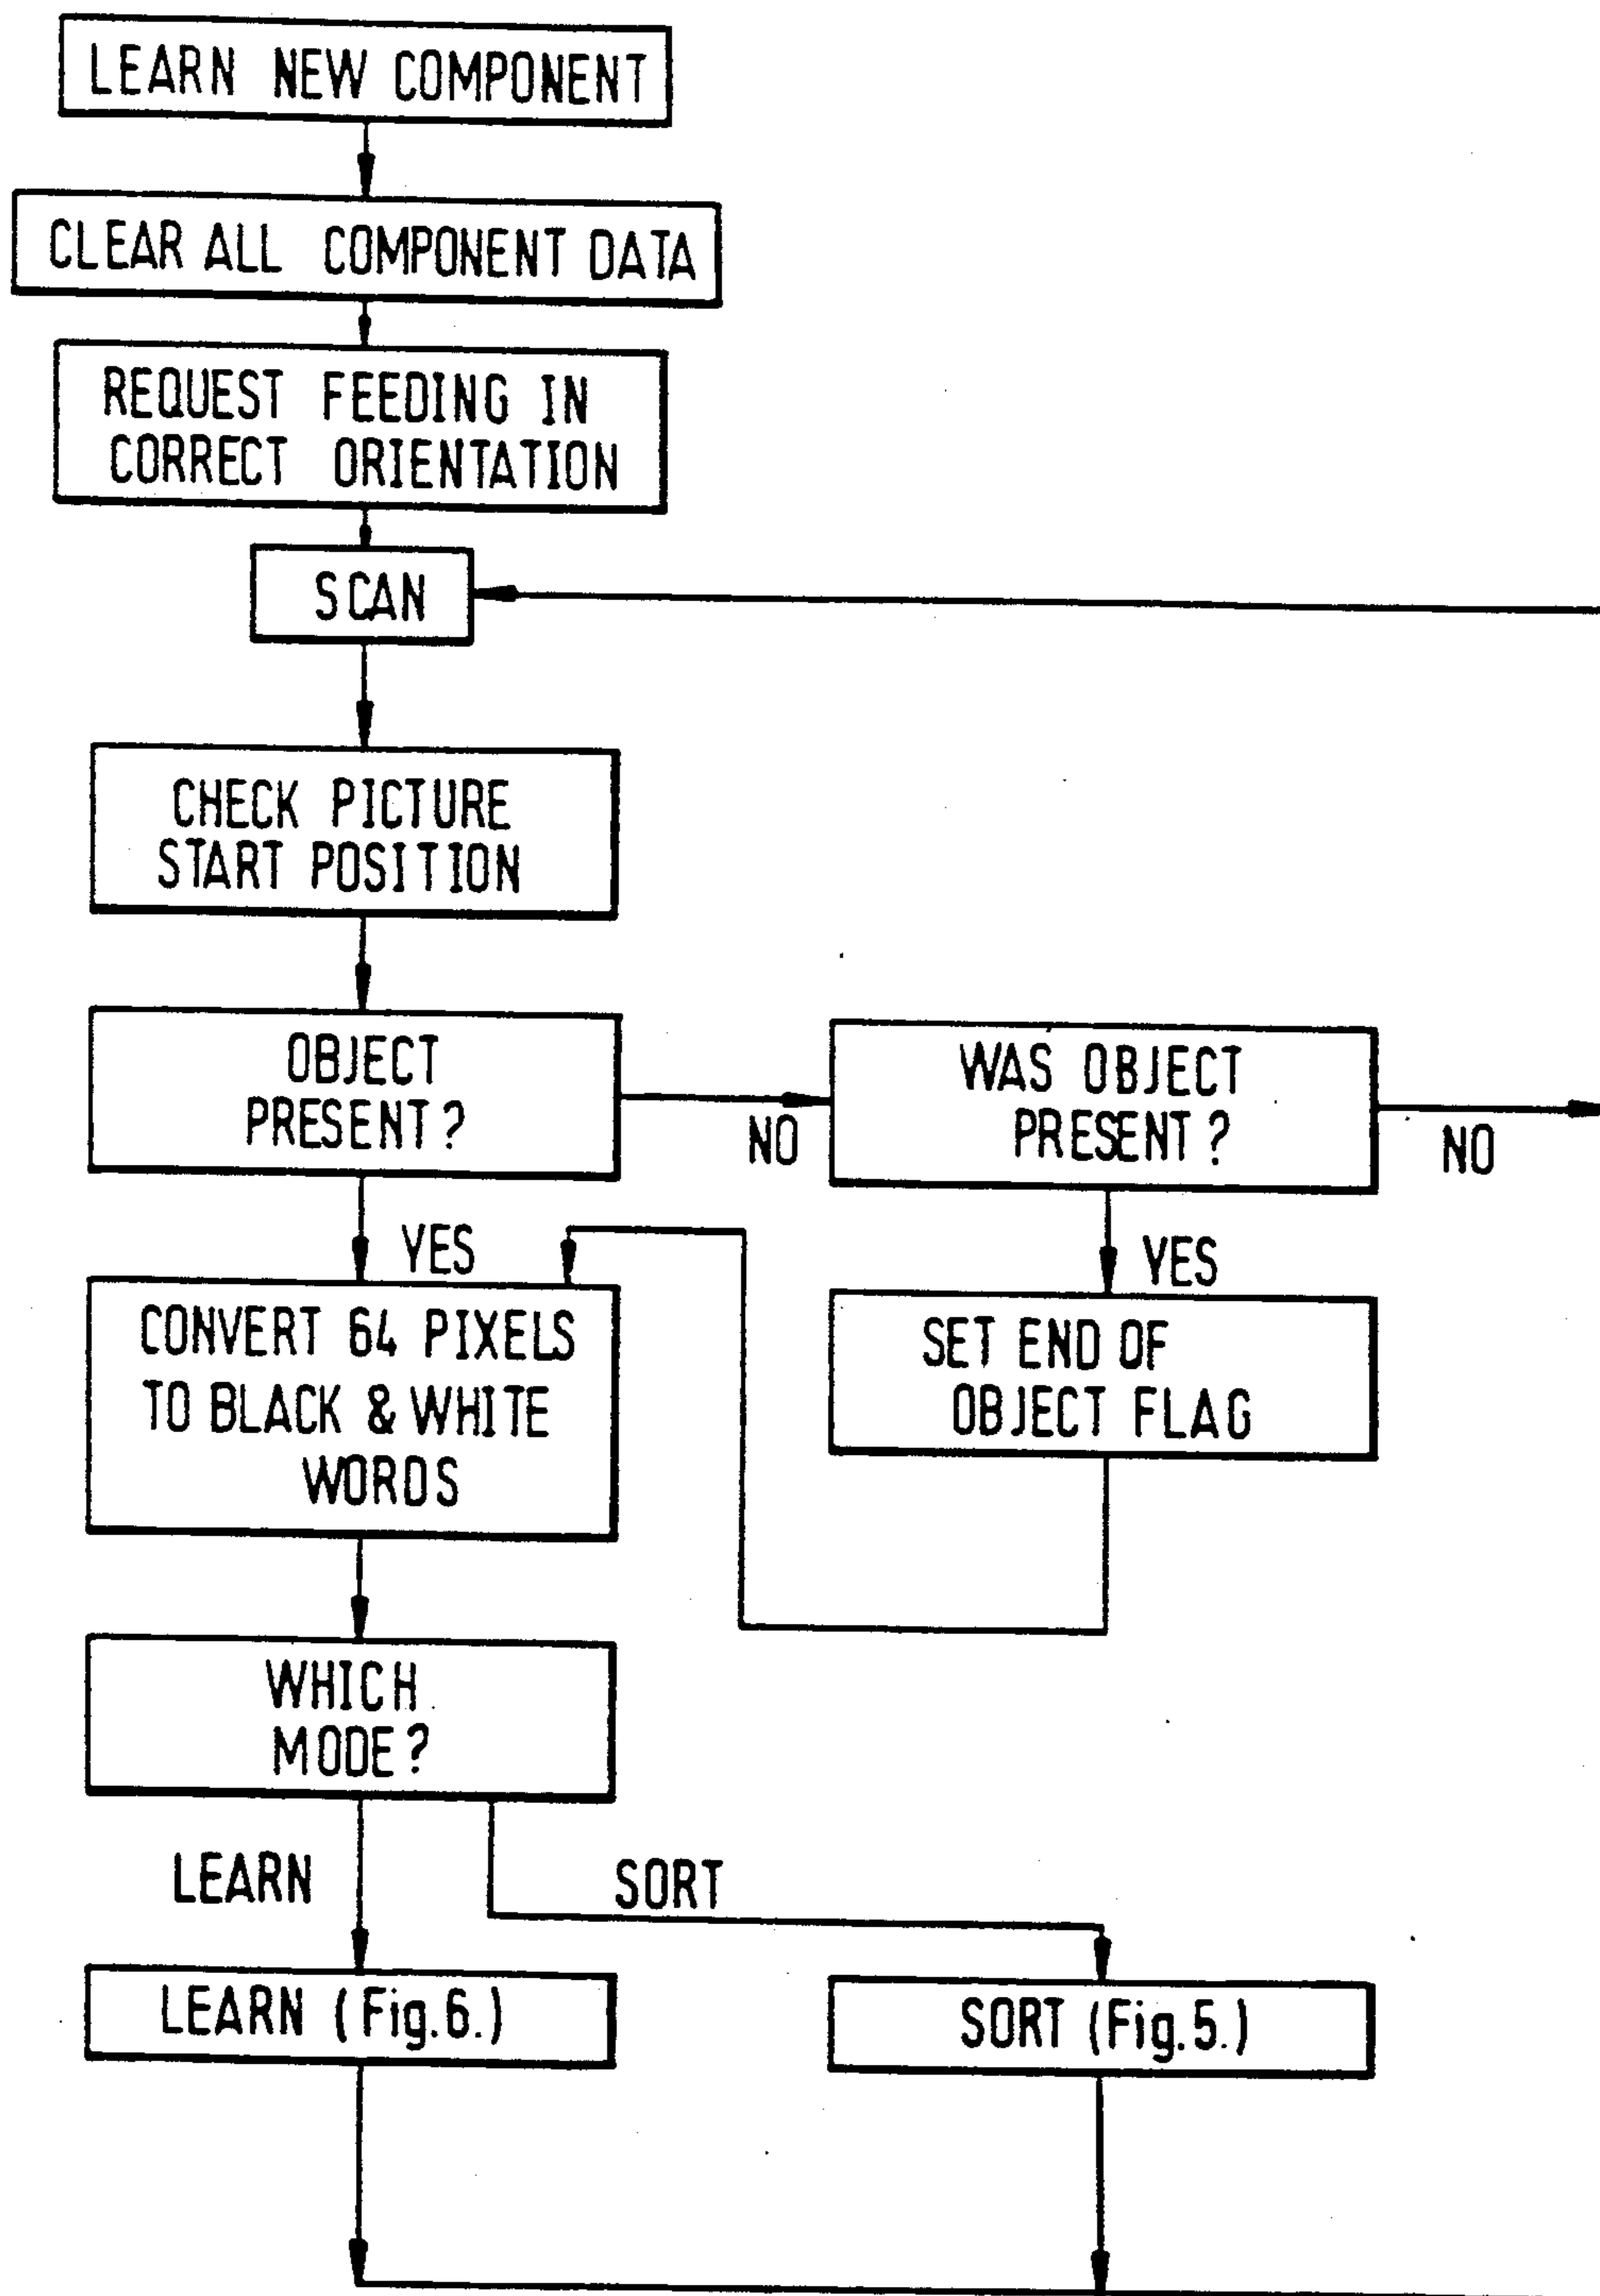 LEARN NEW COMPONENT
CLEAR ALL COMPONENT DATA
REQUEST FEEDING IN
CORRECT ORIENTATION
SCAN
CHECK PICTURE
START POSITION
OBJECT
PRESENT?
NO
WAS OBJECT
PRESENT?
NO
YES
YES
CONVERT 64 PIXELS
TO BLACK & WHITE
WORDS
SET END OF
OBJECT FLAG
WHICH
MODE?
LEARN
SORT
LEARN (Fig.6.)
SORT (Fig.5.)